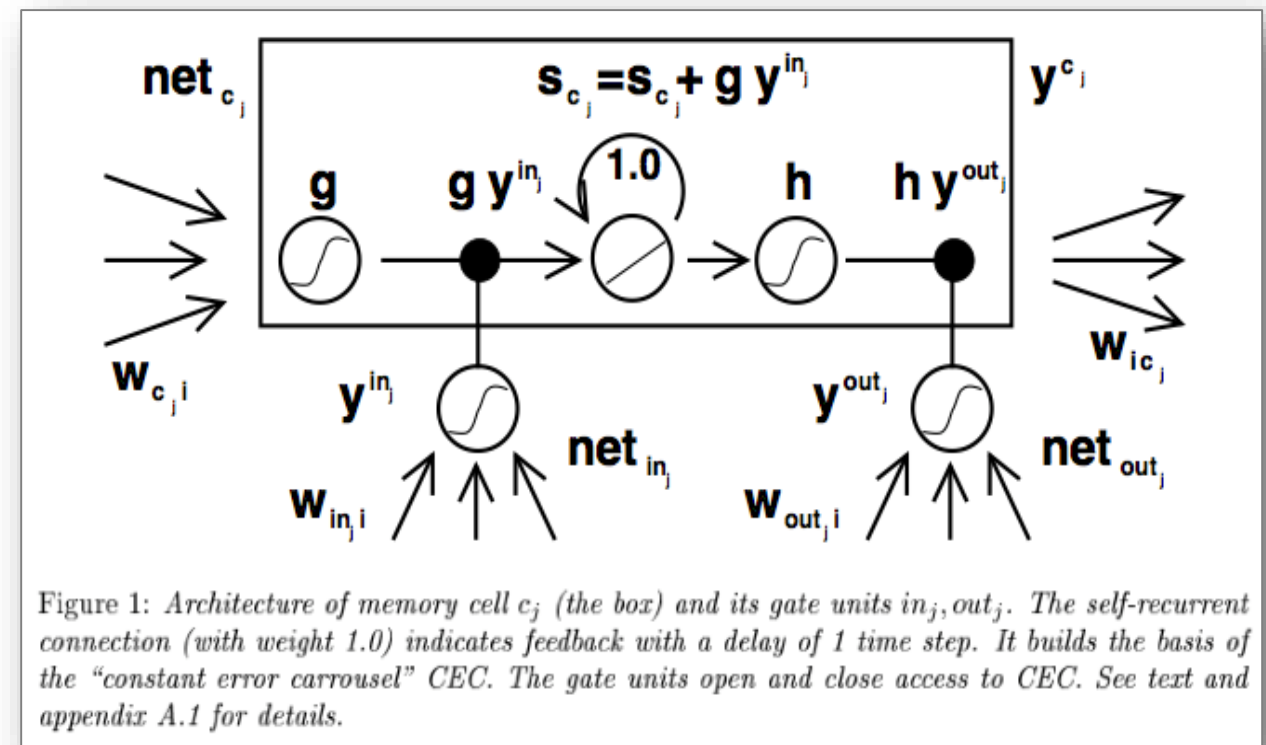 net c j
s c j =s c j + g y in j
y c j
1.0
g
g y in j
h
h y out j
w c j i
y in j
net in j
w in j i
y out j
net out j
w out j i
w i c j
Figure 1: Architecture of memory cell cj (the box) and its gate units inj, outj. The self-recurrent
connection (with weight 1.0) indicates feedback with a delay of 1 time step. It builds the basis of
the “constant error carrousel” CEC. The gate units open and close access to CEC. See text and
appendix A.1 for details.